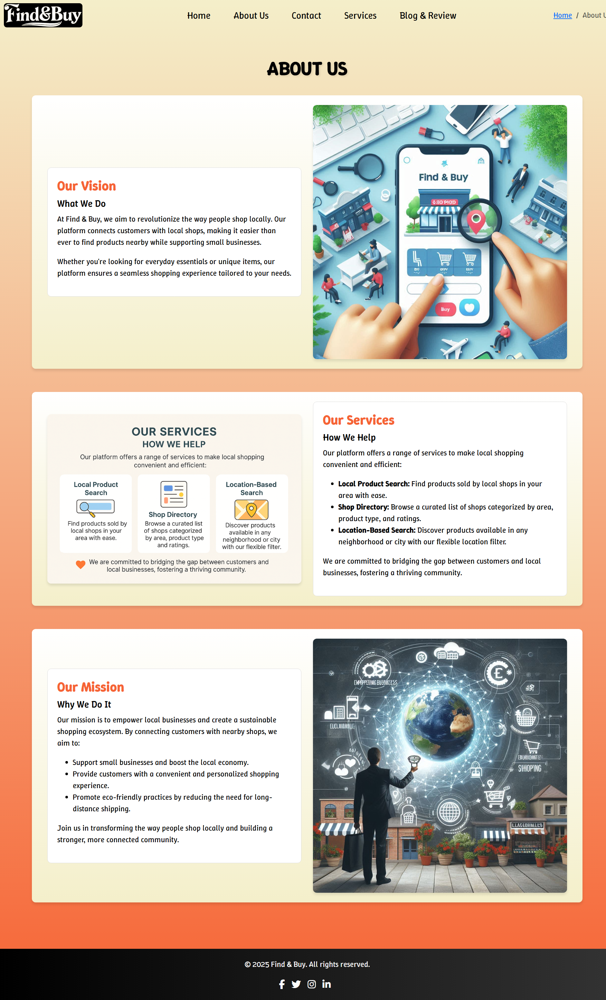 Find&Buy
Home
About Us
Contact
Services
Blog & Review
Home / About U
ABOUT US
Our Vision
What We Do
At Find & Buy, we aim to revolutionize the way people shop locally. Our
platform connects customers with local shops, making it easier than
ever to find products nearby while supporting small businesses.
Whether you're looking for everyday essentials or unique items, our
platform ensures a seamless shopping experience tailored to your needs.
Find & Buy
Buy
OUR SERVICES
HOW WE HELP
Our platform offers a range of services to make local shopping
convenient and efficient:
Local Product
Search
Find products sold by
local shops in your
area with ease.
Shop Directory
Browse a curated list
of shops categorized
by area, product type
and ratings.
Location-Based
Search
Discover products
available in any
neighborhood or city
with our flexible filter.
We are committed to bridging the gap between customers and
local businesses, fostering a thriving community.
Our Services
How We Help
Our platform offers a range of services to make local shopping
convenient and efficient:
Local Product Search: Find products sold by local shops in your
area with ease.
Shop Directory: Browse a curated list of shops categorized by area,
product type, and ratings.
Location-Based Search: Discover products available in any
neighborhood or city with our flexible location filter.
We are committed to bridging the gap between customers and local
businesses, fostering a thriving community.
Our Mission
Why We Do It
Our mission is to empower local businesses and create a sustainable
shopping ecosystem. By connecting customers with nearby shops, we
aim to:
Support small businesses and boost the local economy.
Provide customers with a convenient and personalized shopping
experience.
Promote eco-friendly practices by reducing the need for long-
distance shipping.
Join us in transforming the way people shop locally and building a
stronger, more connected community.
© 2025 Find & Buy. All rights reserved.